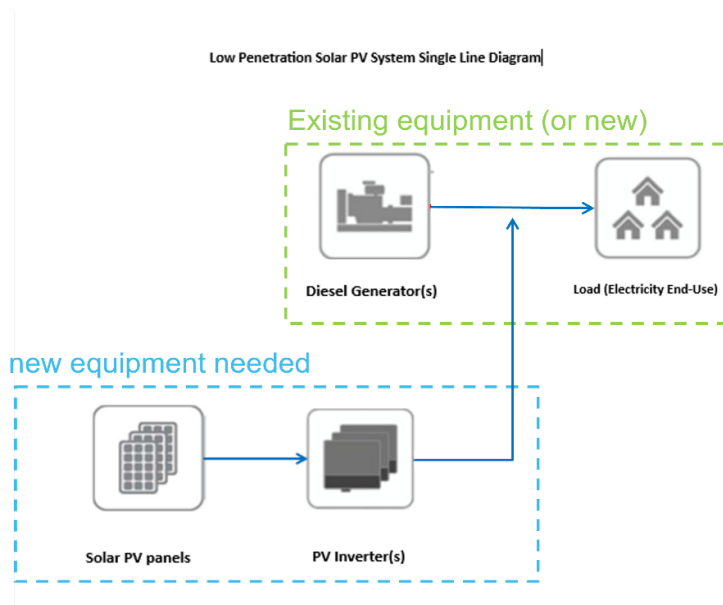 Low Penetration Solar PV System Single Line Diagram
Existing equipment (or new)
Diesel Generator(s)
Load (Electricity End-Use)
new equipment needed
Solar PV panels
PV Inverter(s)